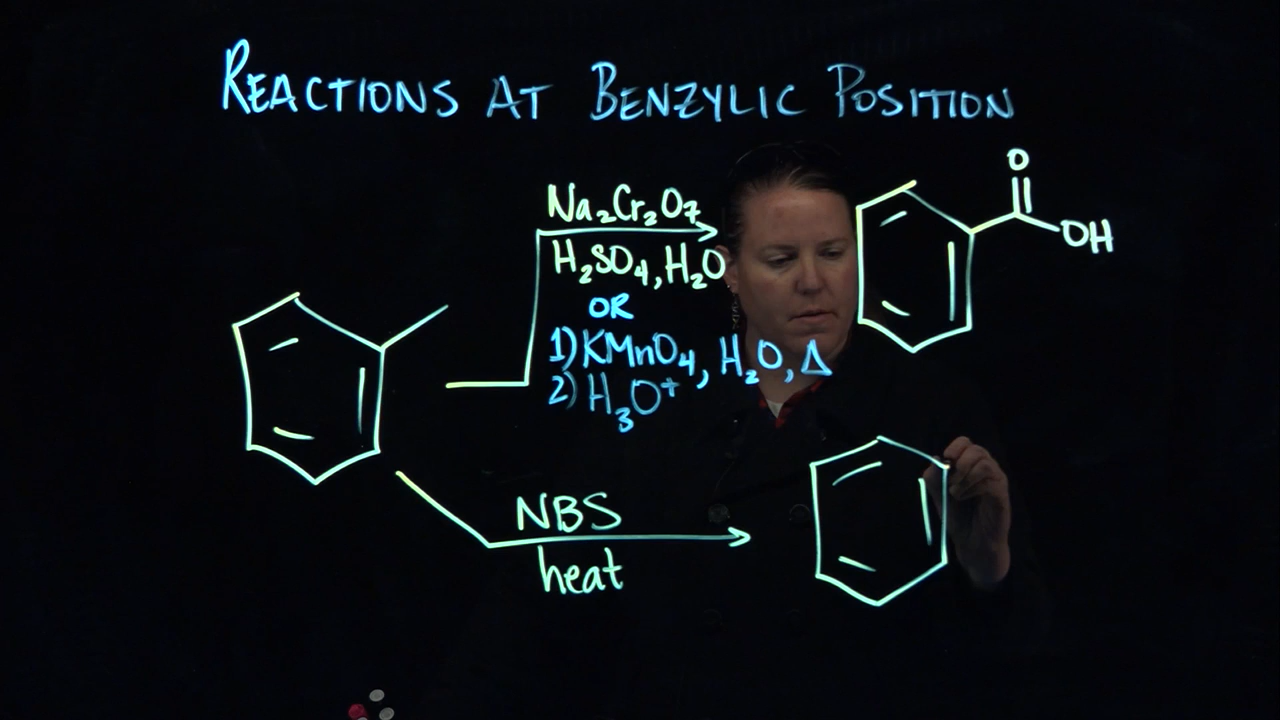 REACTIONS AT BENZYLIC POSITION
Na₂Cr₂O₇
H₂SO₄, H₂O
OR
1) KMnO₄, H₂O, Δ
2) H₃O⁺
O
OH
NBS
heat